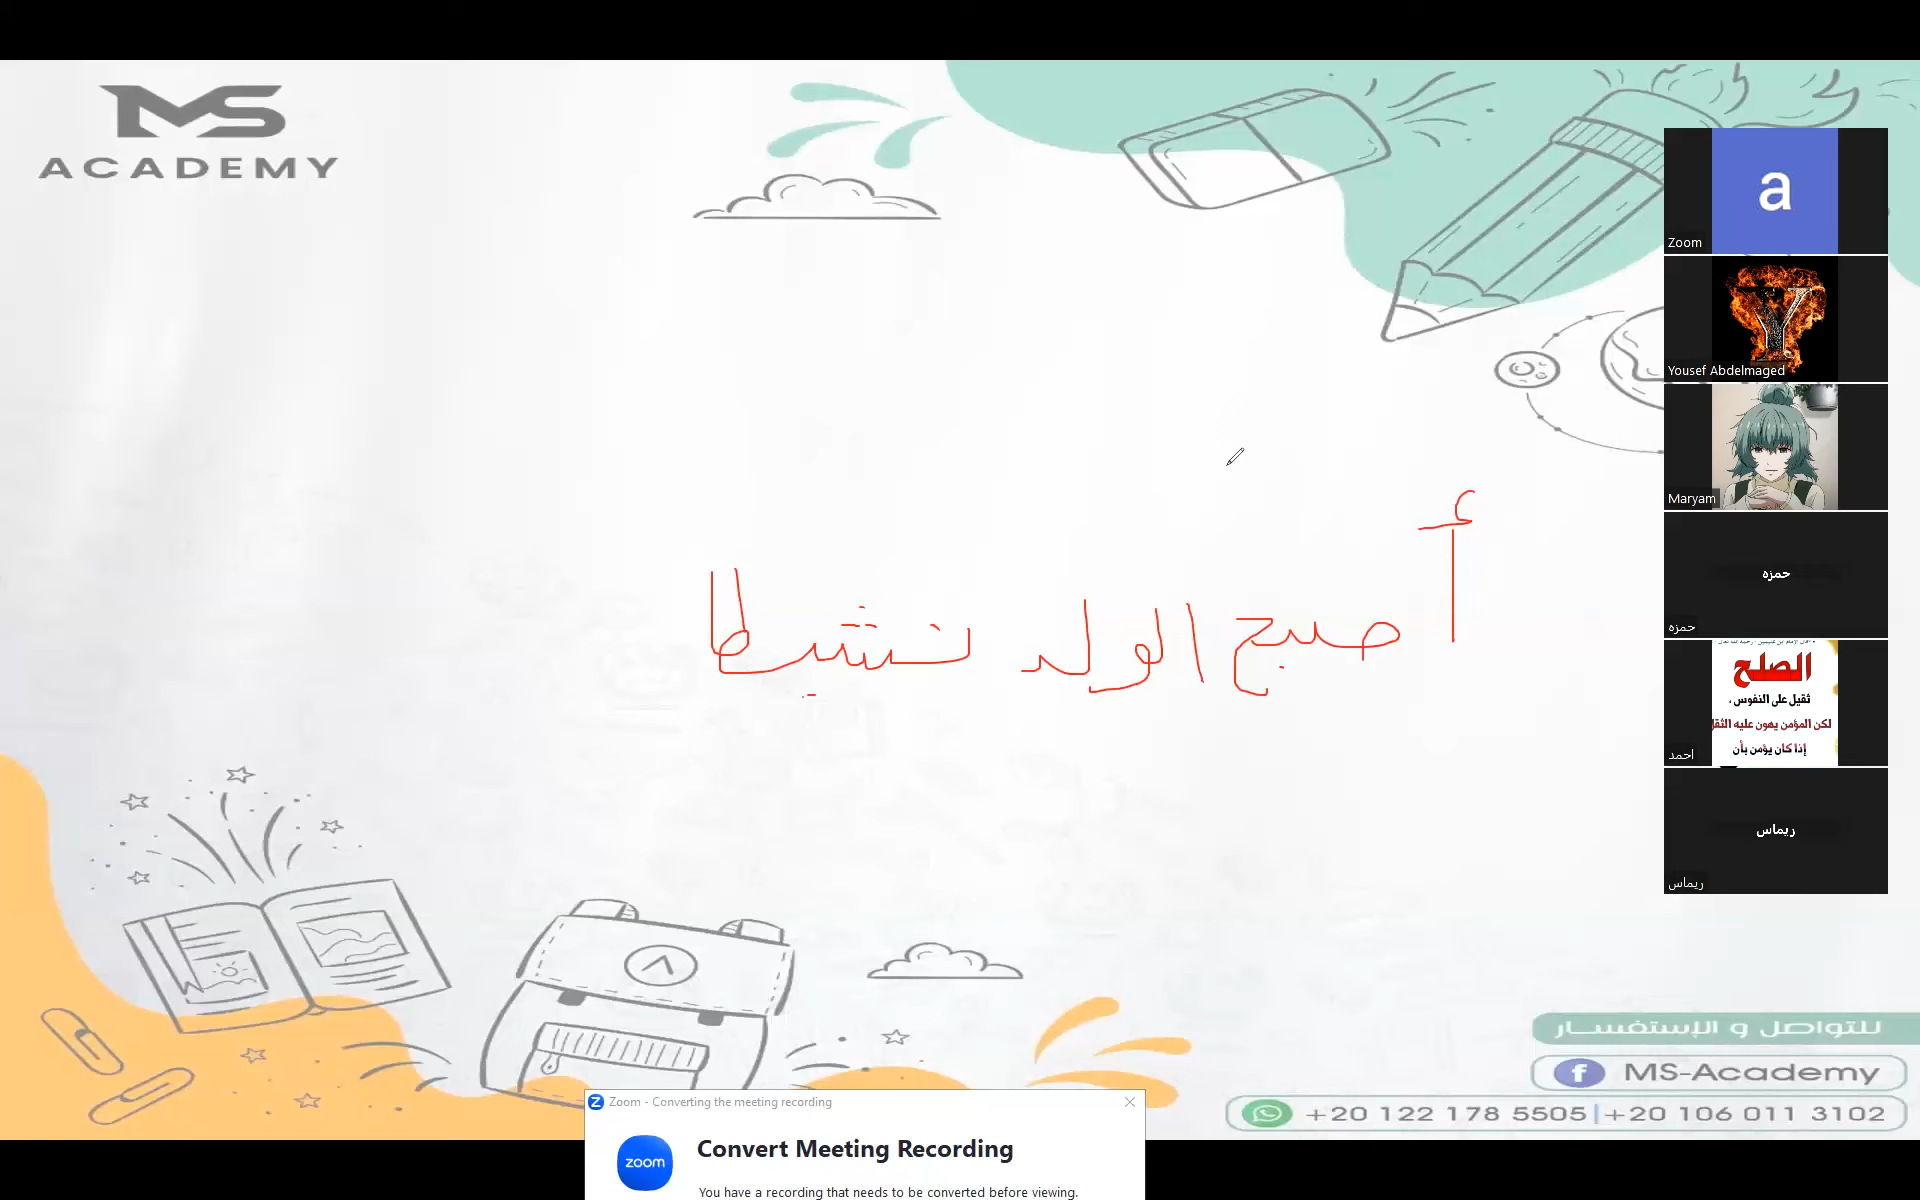 MS
ACADEMY
a
Zoom
Y
Yousef Abdelmaged
Maryam
أصبح الولد نشيطا
حمزه
حمزه
الصلح
ثقيل على النفوس ،
لكن المؤمن يهون عليه الثقل
إذا كان يؤمن بأن
احمد
ريماس
ريماس
للتواصل و الإستفسار
f MS-Academy
+20 122 178 5505 | +20 106 011 3102
Zoom - Converting the meeting recording
zoom
Convert Meeting Recording
You have a recording that needs to be converted before viewing.